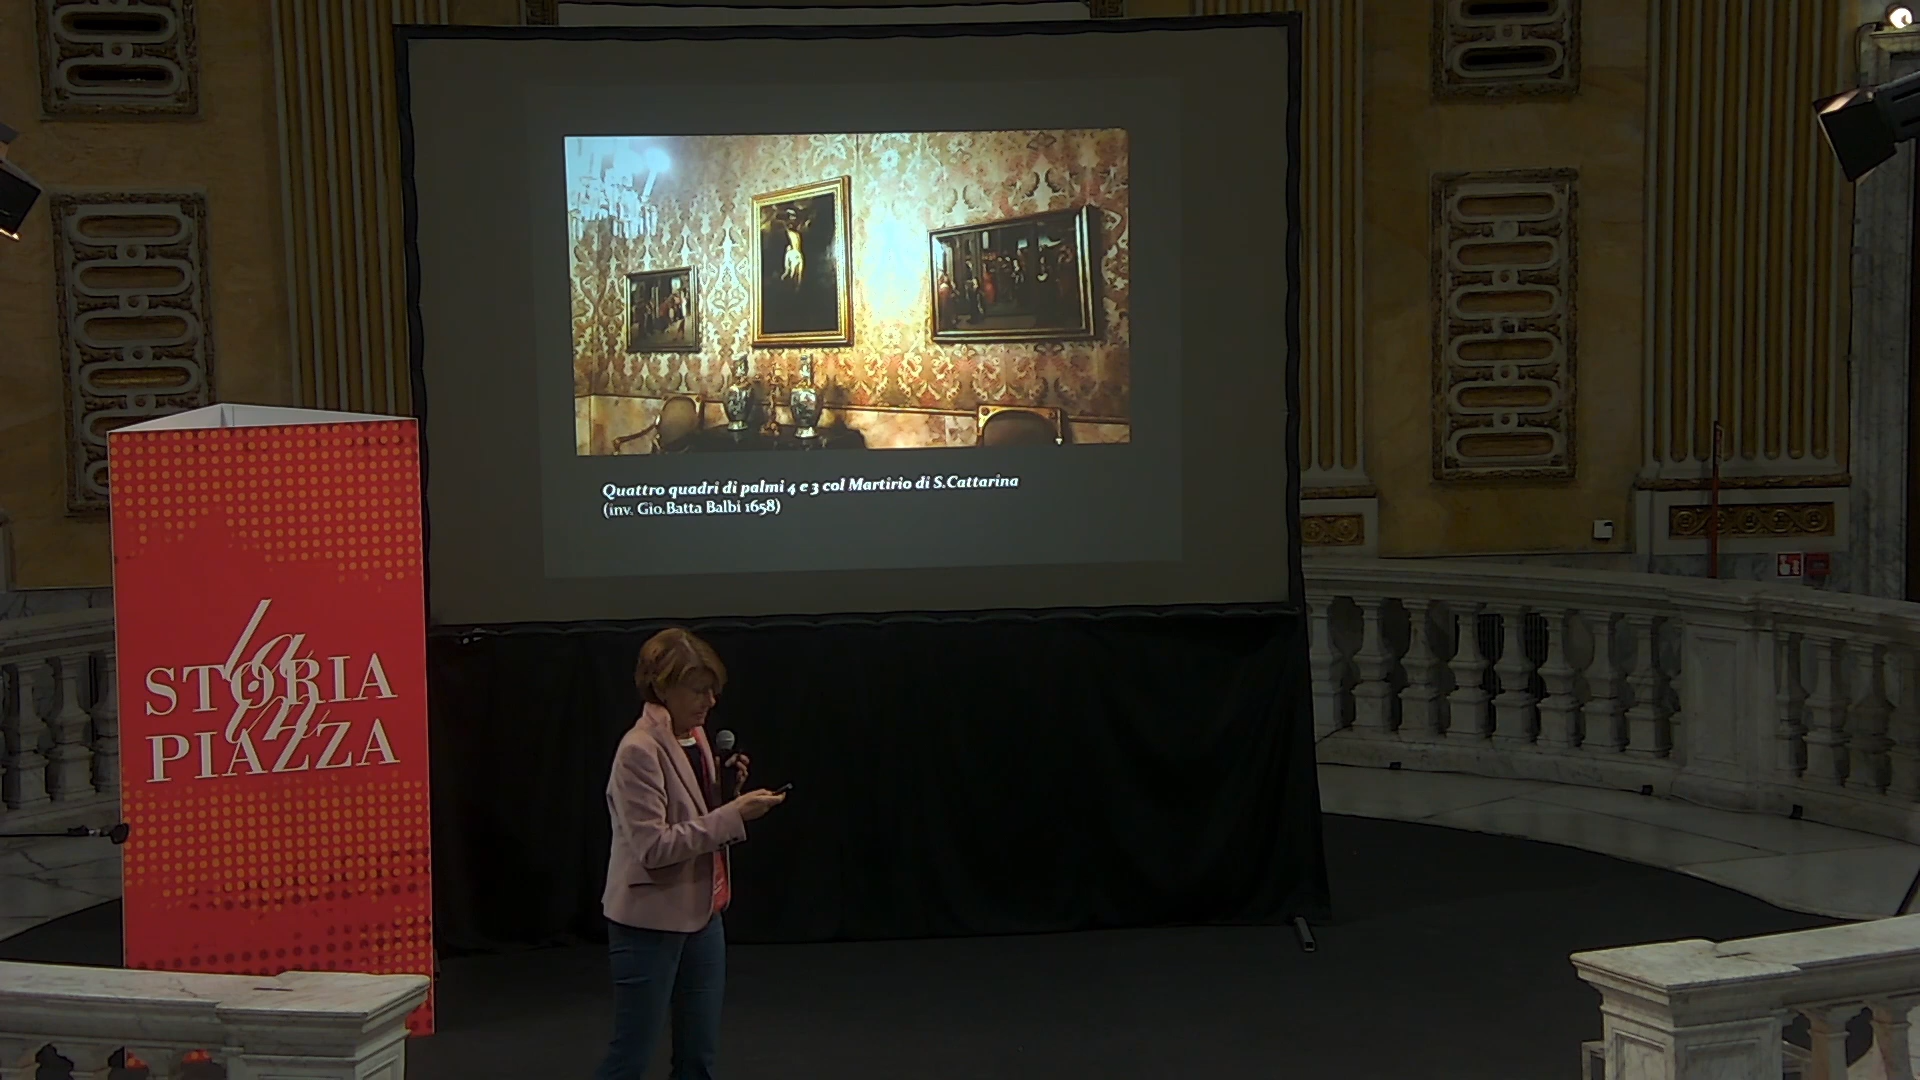 Quattro quadri di palmi 4 e 3 col Martirio di S.Cattarina
(inv. Gio.Batta Balbi 1658)
la
STORIA
in
PIAZZA